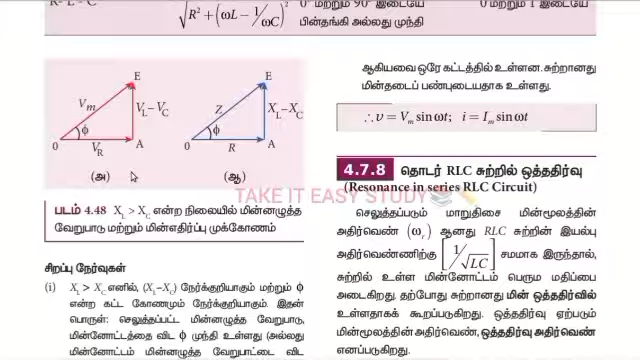 R- L - C
√R² + (ωL - 1/ωC)²
0° மற்றும் 90° இடையே
பின்தங்கி அல்லது முந்தி
0 மற்றும் 1 இடையே
E
Vm
VL–VC
ϕ
0
VR
A
(அ)
E
Z
XL–XC
ϕ
0
R
A
(ஆ)
படம் 4.48 XL > XC என்ற நிலையில் மின்னழுத்த
வேறுபாடு மற்றும் மின்எதிர்ப்பு முக்கோணம்
சிறப்பு நேர்வுகள்
(i) XL > XC எனில், (XL–XC) நேர்க்குறியாகும் மற்றும் ϕ
என்ற கட்ட கோணமும் நேர்க்குறியாகும். இதன்
பொருள்: செலுத்தப்பட்ட மின்னழுத்த வேறுபாடு,
மின்னோட்டத்தை விட ϕ முந்தி உள்ளது (அல்லது
மின்னோட்டம் மின்னழுத்த வேறுபாட்டை விட
ஆகியவை ஒரே கட்டத்தில் உள்ளன. சுற்றானது
மின்தடைப் பண்புடையதாக உள்ளது.
∴ υ = Vm sin ωt; i = Im sin ωt
4.7.8 தொடர் RLC சுற்றில் ஒத்ததிர்வு
(Resonance in series RLC Circuit)
TAKE IT EASY STUDY
செலுத்தப்படும் மாறுதிசை மின்மூலத்தின்
அதிர்வெண் (ωr) ஆனது RLC சுற்றின் இயல்பு
அதிர்வெண்ணிற்கு [1/√LC] சமமாக இருந்தால்,
சுற்றில் உள்ள மின்னோட்டம் பெரும மதிப்பை
அடைகிறது. தற்போது சுற்றானது மின் ஒத்ததிர்வில்
உள்ளதாகக் கூறப்படுகிறது. ஒத்ததிர்வு ஏற்படும்
மின்மூலத்தின் அதிர்வெண், ஒத்ததிர்வு அதிர்வெண்
எனப்படுகிறது.